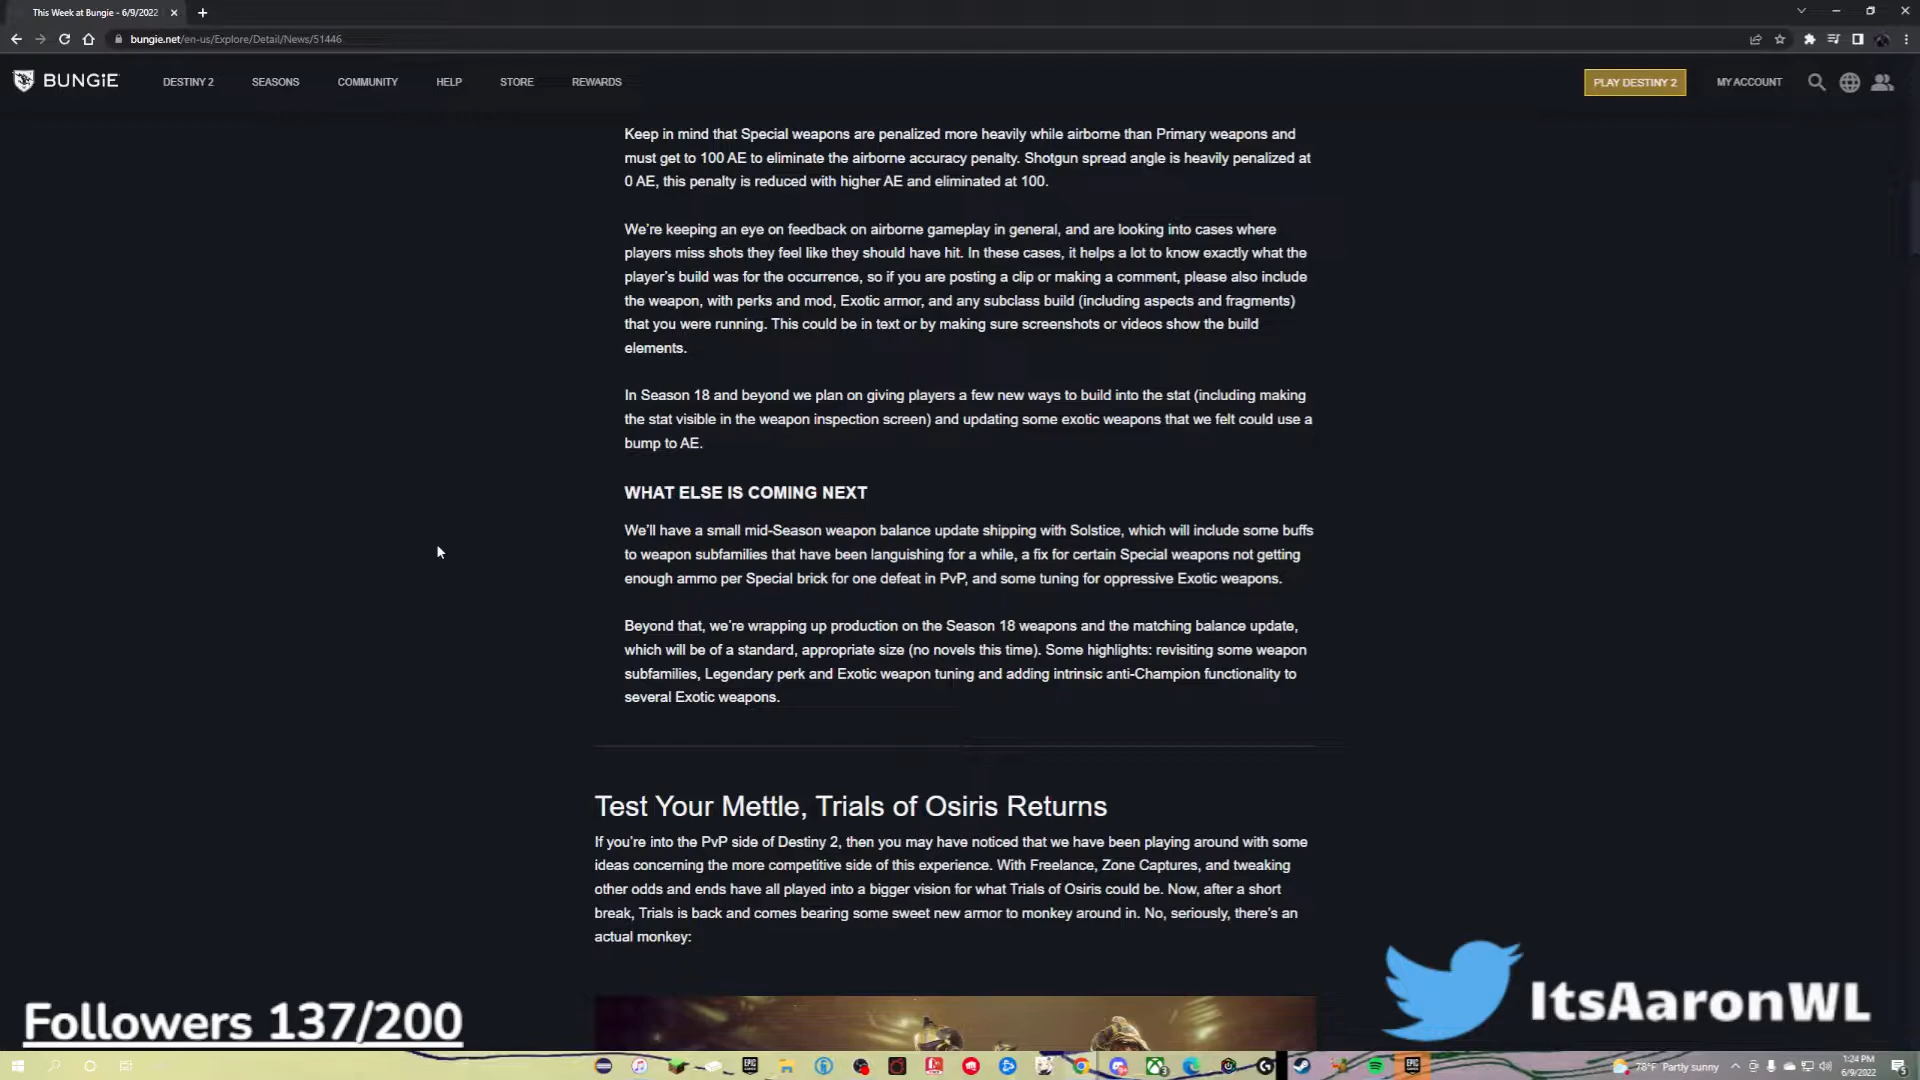 This Week at Bungie - 6/9/2022
bungie.net/en-us/Explore/Detail/News/51446
BUNGiE DESTINY 2 SEASONS COMMUNITY HELP STORE REWARDS PLAY DESTINY 2 MY ACCOUNT
Keep in mind that Special weapons are penalized more heavily while airborne than Primary weapons and
must get to 100 AE to eliminate the airborne accuracy penalty. Shotgun spread angle is heavily penalized at
0 AE, this penalty is reduced with higher AE and eliminated at 100.
We’re keeping an eye on feedback on airborne gameplay in general, and are looking into cases where
players miss shots they feel like they should have hit. In these cases, it helps a lot to know exactly what the
player’s build was for the occurrence, so if you are posting a clip or making a comment, please also include
the weapon, with perks and mod, Exotic armor, and any subclass build (including aspects and fragments)
that you were running. This could be in text or by making sure screenshots or videos show the build
elements.
In Season 18 and beyond we plan on giving players a few new ways to build into the stat (including making
the stat visible in the weapon inspection screen) and updating some exotic weapons that we felt could use a
bump to AE.
WHAT ELSE IS COMING NEXT
We’ll have a small mid-Season weapon balance update shipping with Solstice, which will include some buffs
to weapon subfamilies that have been languishing for a while, a fix for certain Special weapons not getting
enough ammo per Special brick for one defeat in PvP, and some tuning for oppressive Exotic weapons.
Beyond that, we’re wrapping up production on the Season 18 weapons and the matching balance update,
which will be of a standard, appropriate size (no novels this time). Some highlights: revisiting some weapon
subfamilies, Legendary perk and Exotic weapon tuning and adding intrinsic anti-Champion functionality to
several Exotic weapons.
Test Your Mettle, Trials of Osiris Returns
If you’re into the PvP side of Destiny 2, then you may have noticed that we have been playing around with some
ideas concerning the more competitive side of this experience. With Freelance, Zone Captures, and tweaking
other odds and ends have all played into a bigger vision for what Trials of Osiris could be. Now, after a short
break, Trials is back and comes bearing some sweet new armor to monkey around in. No, seriously, there’s an
actual monkey:
Followers 137/200
ItsAaronWL
78°F Partly sunny
1:24 PM
6/9/2022